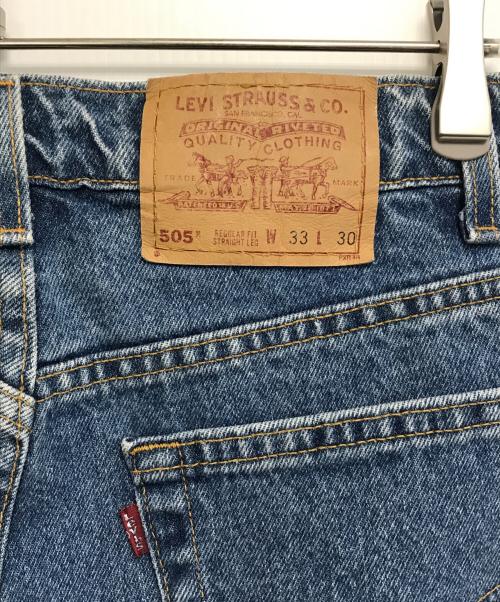 LEVI STRAUSS & CO.
SAN FRANCISCO, CAL.
ORIGINAL RIVETED
QUALITY CLOTHING
TRADE MARK
505 REGULAR FIT W 33 L 30
STRAIGHT LEG
LEVI'S